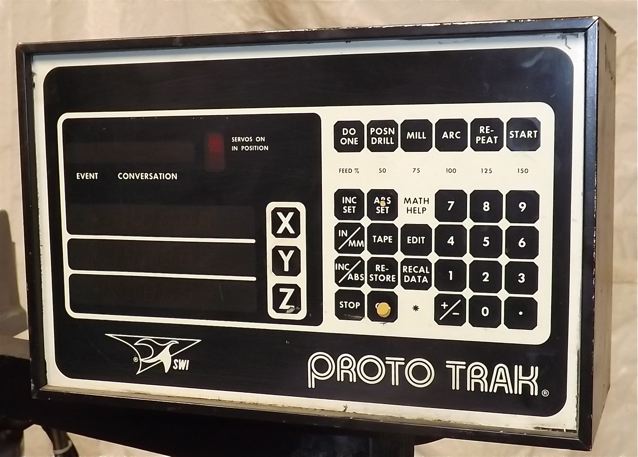 DO ONE
POSN DRILL
MILL
ARC
RE-PEAT
START
SERVOS ON
IN POSITION
FEED % 50 75 100 125 150
EVENT CONVERSATION
INC SET
ABS SET
MATH HELP
7 8 9
X
IN/MM
TAPE
EDIT
4 5 6
Y
INC/ABS
RE-STORE
RECAL DATA
1 2 3
Z
STOP
*
+/- 0 .
® SWI
PROTO TRAK®